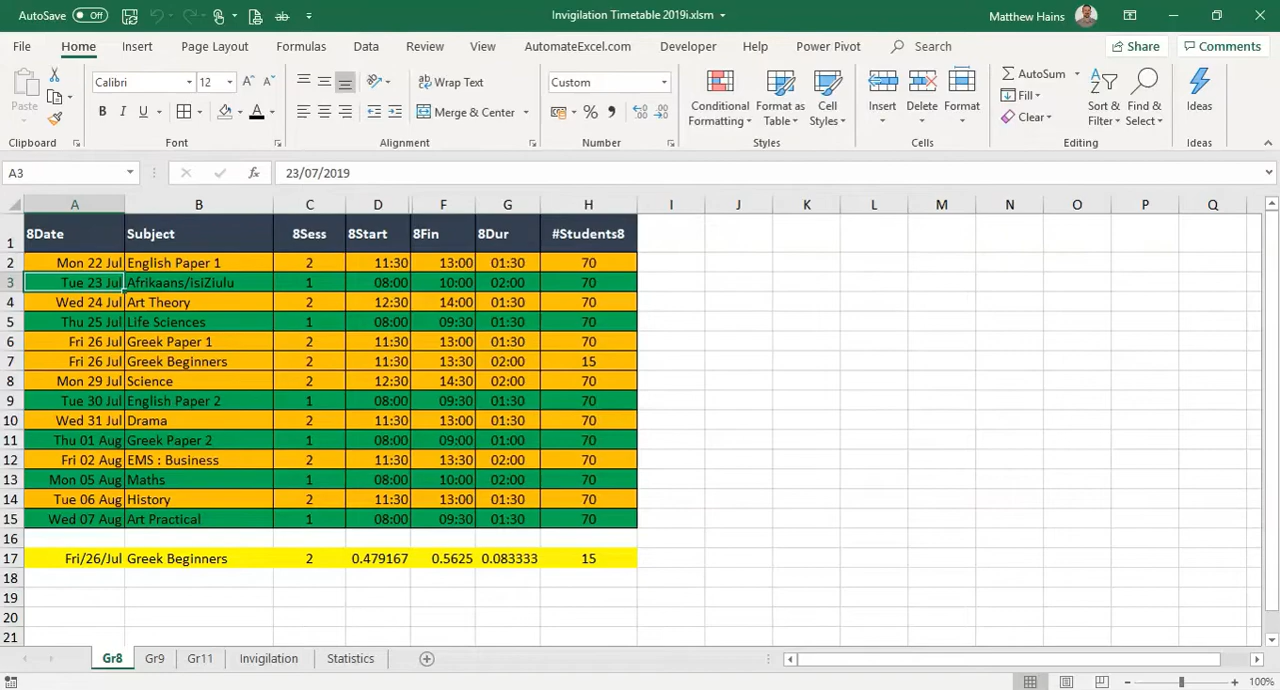 AutoSave Off Invigilation Timetable 2019i.xlsm Matthew Hains
File Home Insert Page Layout Formulas Data Review View AutomateExcel.com Developer Help Power Pivot Search Share Comments
Calibri 12 Wrap Text Custom AutoSum
Paste Conditional Formatting Format as Table Cell Styles Insert Delete Format Fill Sort & Filter Find & Select Ideas
B I U A Merge & Center % Clear
Clipboard Font Alignment Number Styles Cells Editing Ideas
A3 fx 23/07/2019
A B C D F G H I J K L M N O P Q
1 8Date Subject 8Sess 8Start 8Fin 8Dur #Students8
2 Mon 22 Jul English Paper 1 2 11:30 13:00 01:30 70
3 Tue 23 Jul Afrikaans/isiZiulu 1 08:00 10:00 02:00 70
4 Wed 24 Jul Art Theory 2 12:30 14:00 01:30 70
5 Thu 25 Jul Life Sciences 1 08:00 09:30 01:30 70
6 Fri 26 Jul Greek Paper 1 2 11:30 13:00 01:30 70
7 Fri 26 Jul Greek Beginners 2 11:30 13:30 02:00 15
8 Mon 29 Jul Science 2 12:30 14:30 02:00 70
9 Tue 30 Jul English Paper 2 1 08:00 09:30 01:30 70
10 Wed 31 Jul Drama 2 11:30 13:00 01:30 70
11 Thu 01 Aug Greek Paper 2 1 08:00 09:00 01:00 70
12 Fri 02 Aug EMS : Business 2 11:30 13:30 02:00 70
13 Mon 05 Aug Maths 1 08:00 10:00 02:00 70
14 Tue 06 Aug History 2 11:30 13:00 01:30 70
15 Wed 07 Aug Art Practical 1 08:00 09:30 01:30 70
16
17 Fri/26/Jul Greek Beginners 2 0.479167 0.5625 0.083333 15
18
19
20
21
Gr8 Gr9 Gr11 Invigilation Statistics
100%